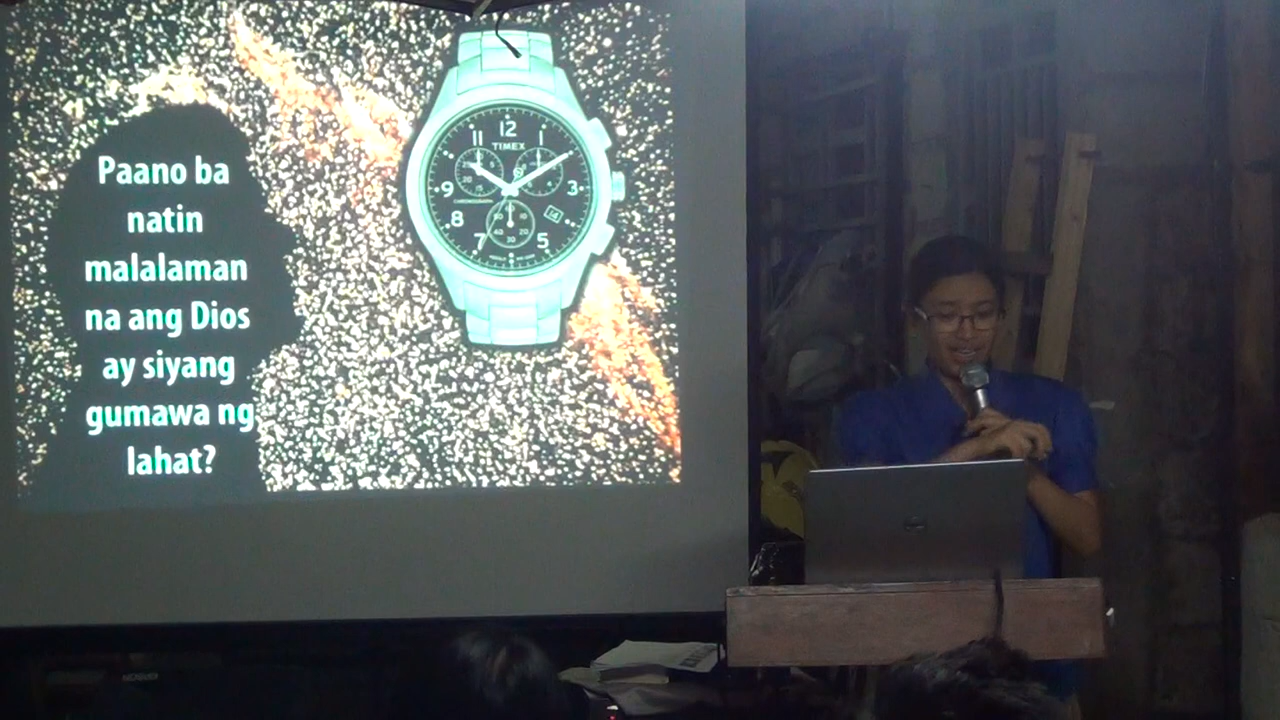 Paano ba
natin
malalaman
na ang Dios
ay siyang
gumawa ng
lahat?
12
11 1
TIMEX
9 3
8
7 5
14